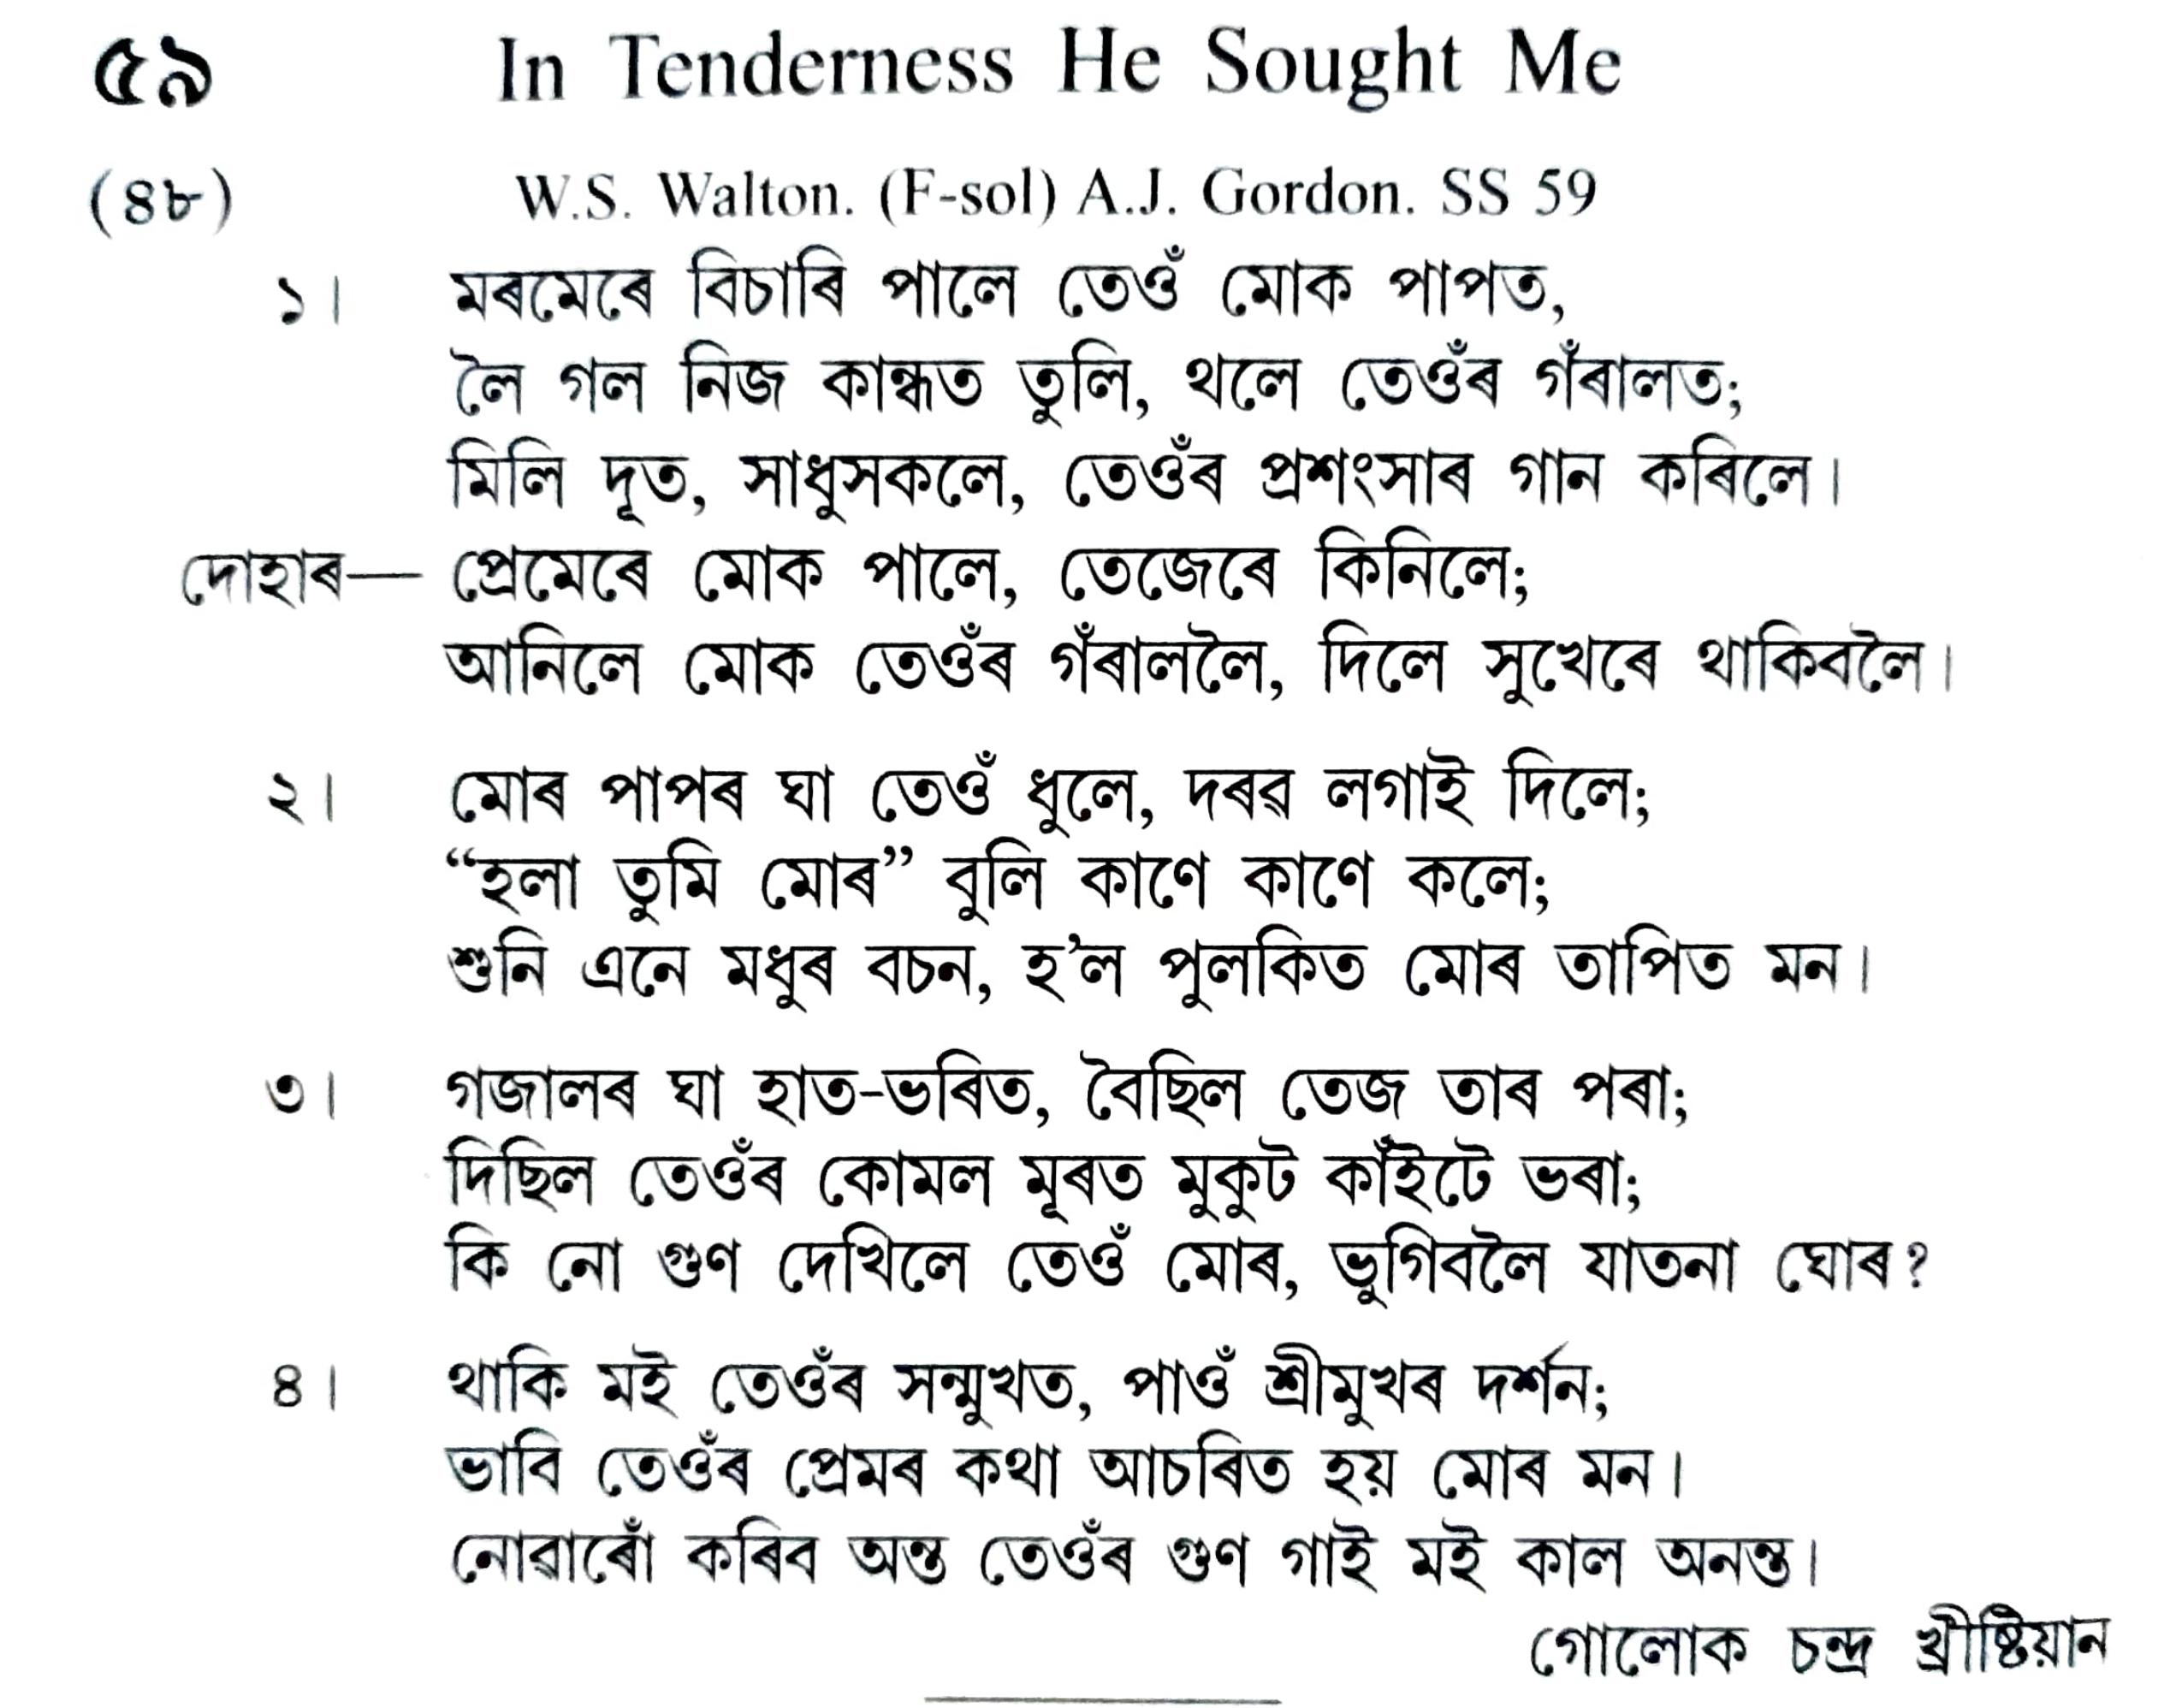 ৫৯ In Tenderness He Sought Me
(৪৮) W.S. Walton. (F-sol) A.J. Gordon. SS 59
১। মৰমেৰে বিচাৰি পালে তেওঁ মোক পাপত,
লৈ গল নিজ কান্ধত তুলি, থলে তেওঁৰ গঁৰালত;
মিলি দূত, সাধুসকলে, তেওঁৰ প্ৰশংসাৰ গান কৰিলে।
দোহাৰ— প্ৰেমেৰে মোক পালে, তেজেৰে কিনিলে;
আনিলে মোক তেওঁৰ গঁৰাললৈ, দিলে সুখেৰে থাকিবলৈ।
২। মোৰ পাপৰ ঘা তেওঁ ধুলে, দৰৱ লগাই দিলে;
“হলা তুমি মোৰ” বুলি কাণে কাণে কলে;
শুনি এনে মধুৰ বচন, হ’ল পুলকিত মোৰ তাপিত মন।
৩। গজালৰ ঘা হাত-ভৰিত, বৈছিল তেজ তাৰ পৰা;
দিছিল তেওঁৰ কোমল মূৰত মুকুট কাঁইটে ভৰা;
কি নো গুণ দেখিলে তেওঁ মোৰ, ভুগিবলৈ যাতনা ঘোৰ?
৪। থাকি মই তেওঁৰ সন্মুখত, পাওঁ শ্ৰীমুখৰ দৰ্শন;
ভাবি তেওঁৰ প্ৰেমৰ কথা আচৰিত হয় মোৰ মন।
নোৱাৰোঁ কৰিব অন্ত তেওঁৰ গুণ গাই মই কাল অনন্ত।
গোলোক চন্দ্ৰ খ্ৰীষ্টিয়ান